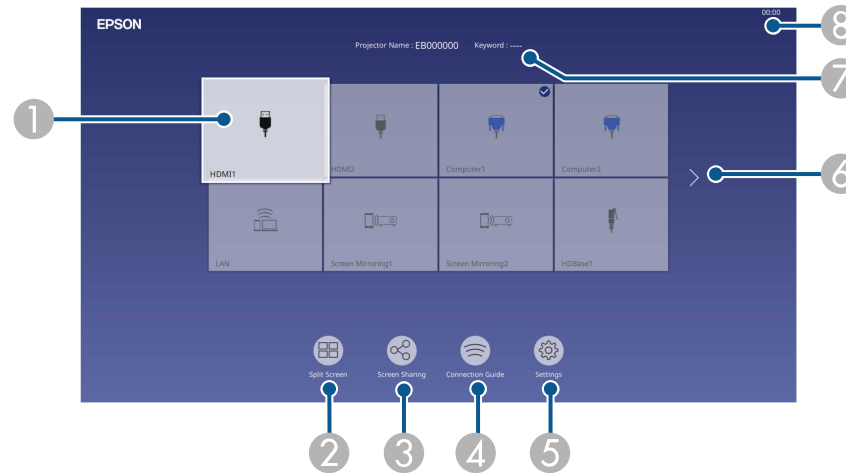 00:00
EPSON
Projector Name : EB000000 Keyword : ----
HDMI1 HDMI2 Computer1 Computer2
LAN Screen Mirroring1 Screen Mirroring2 HDBaseT
Split Screen Screen Sharing Connection Guide Settings
1
2
3
4
5
6
7
8